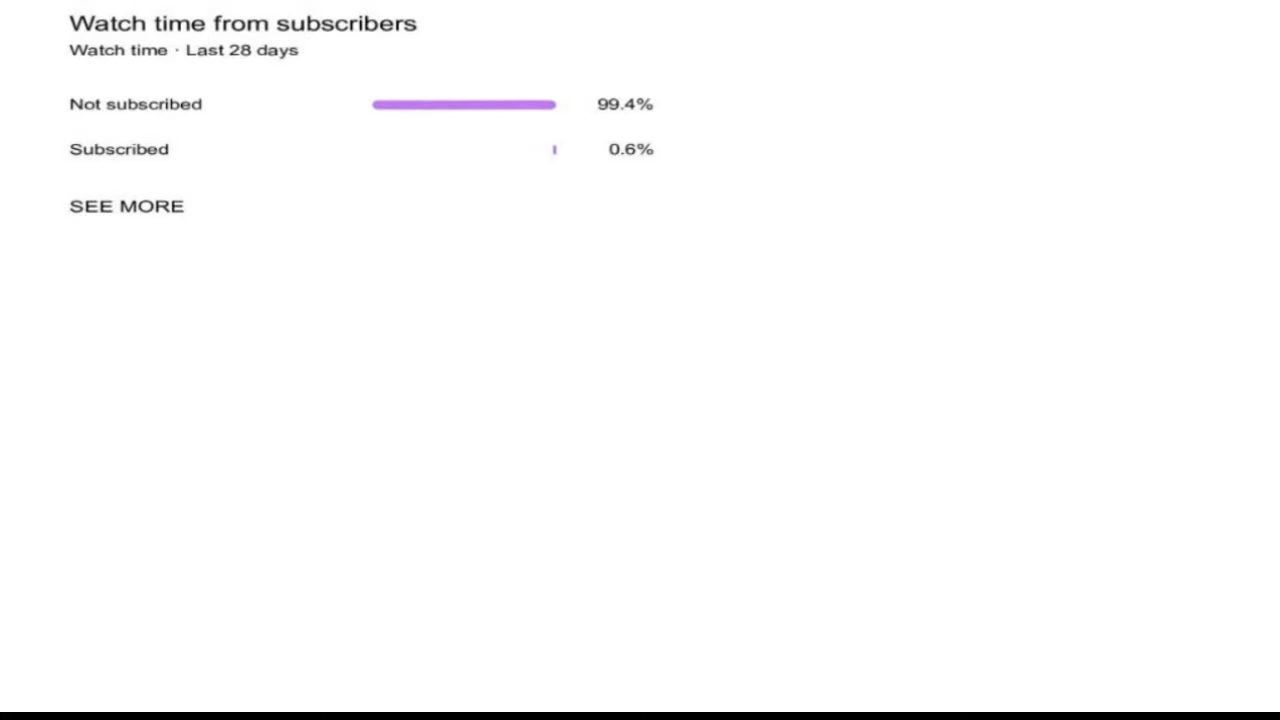 Watch time from subscribers
Watch time · Last 28 days
Not subscribed 99.4%
Subscribed 0.6%
SEE MORE